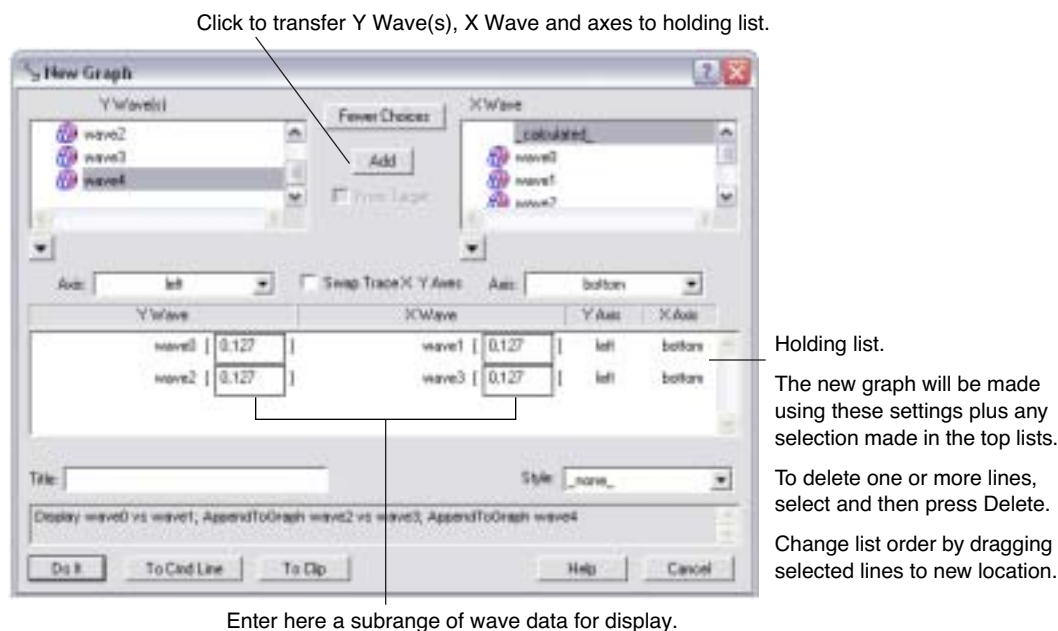 Click to transfer Y Wave(s), X Wave and axes to holding list.
New Graph
Y Wave(s)
Fewer Choices
X Wave
wave2
wave3
wave4
Add
From Target
_calculated_
wave0
wave1
wave2
Axis: left
Swap Trace X Y Axes
Axis: bottom
Y Wave X Wave Y Axis X Axis
wave0 [ 0,127 ] wave1 [ 0,127 ] left bottom
wave2 [ 0,127 ] wave3 [ 0,127 ] left bottom
Holding list.
The new graph will be made
using these settings plus any
selection made in the top lists.
To delete one or more lines,
select and then press Delete.
Change list order by dragging
selected lines to new location.
Title:
Style: _none_
Display wave0 vs wave1; AppendToGraph wave2 vs wave3; AppendToGraph wave4
Do It To Cmd Line To Clip Help Cancel
Enter here a subrange of wave data for display.